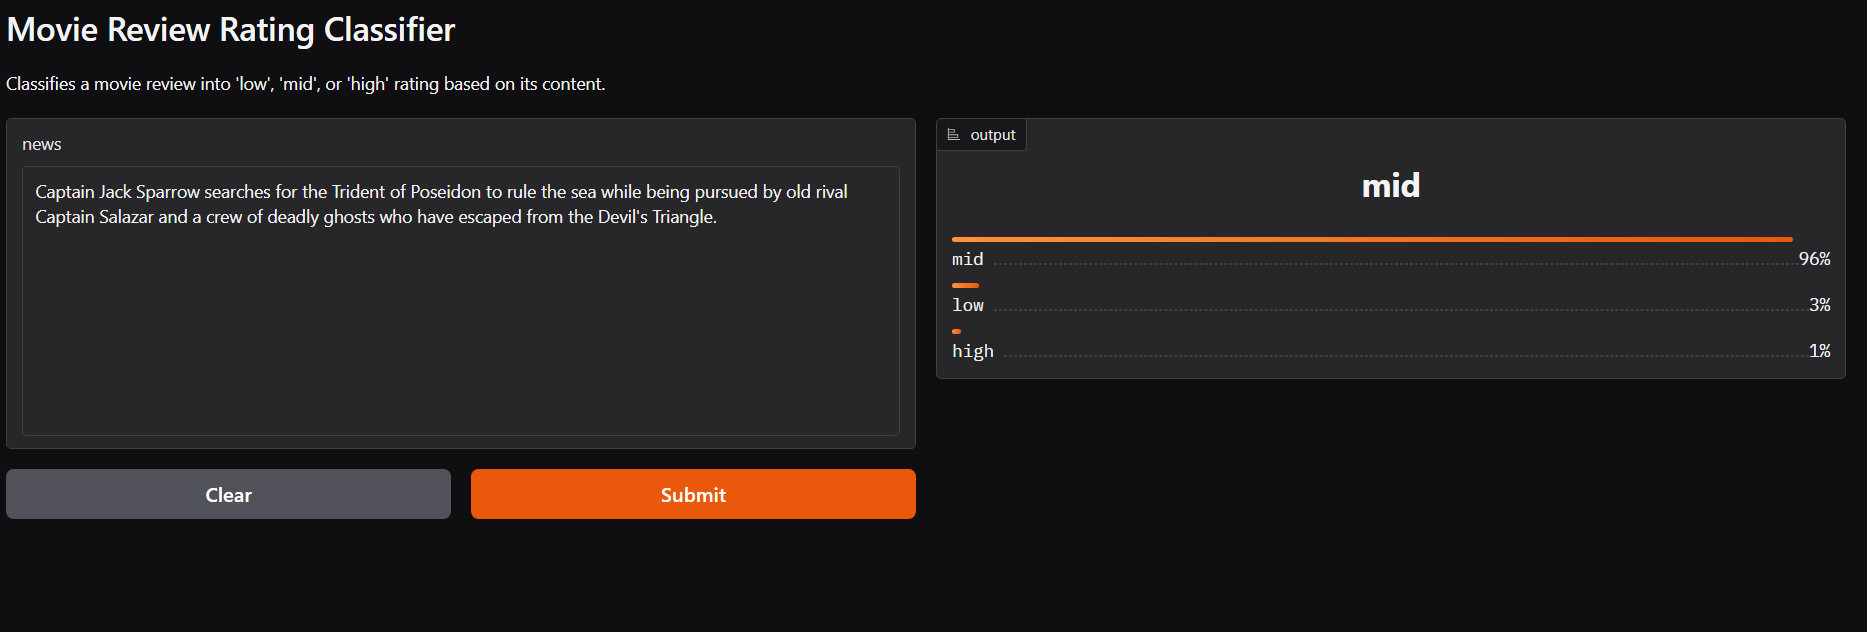 Movie Review Rating Classifier
Classifies a movie review into 'low', 'mid', or 'high' rating based on its content.
news
Captain Jack Sparrow searches for the Trident of Poseidon to rule the sea while being pursued by old rival
Captain Salazar and a crew of deadly ghosts who have escaped from the Devil's Triangle.
Clear
Submit
output
mid
mid 96%
low 3%
high 1%